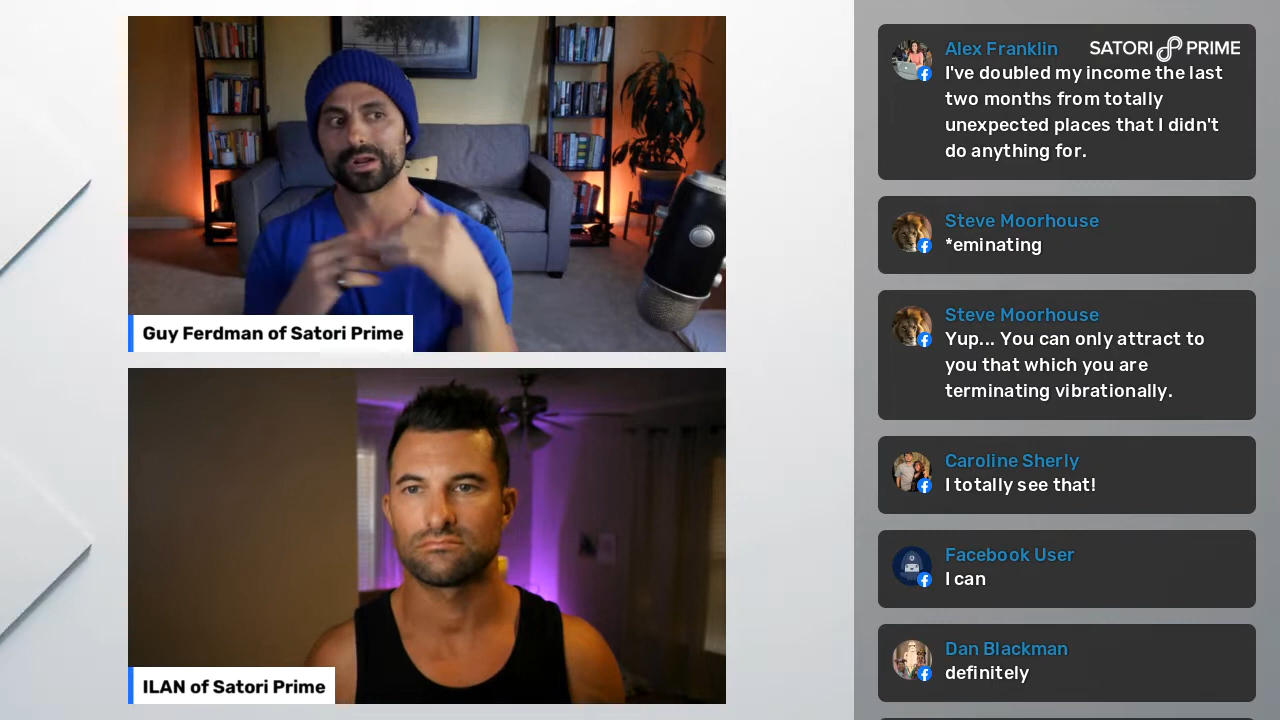 Guy Ferdman of Satori Prime
ILAN of Satori Prime
SATORI PRIME
Alex Franklin
I've doubled my income the last
two months from totally
unexpected places that I didn't
do anything for.
Steve Moorhouse
*eminating
Steve Moorhouse
Yup... You can only attract to
you that which you are
terminating vibrationally.
Caroline Sherly
I totally see that!
Facebook User
I can
Dan Blackman
definitely